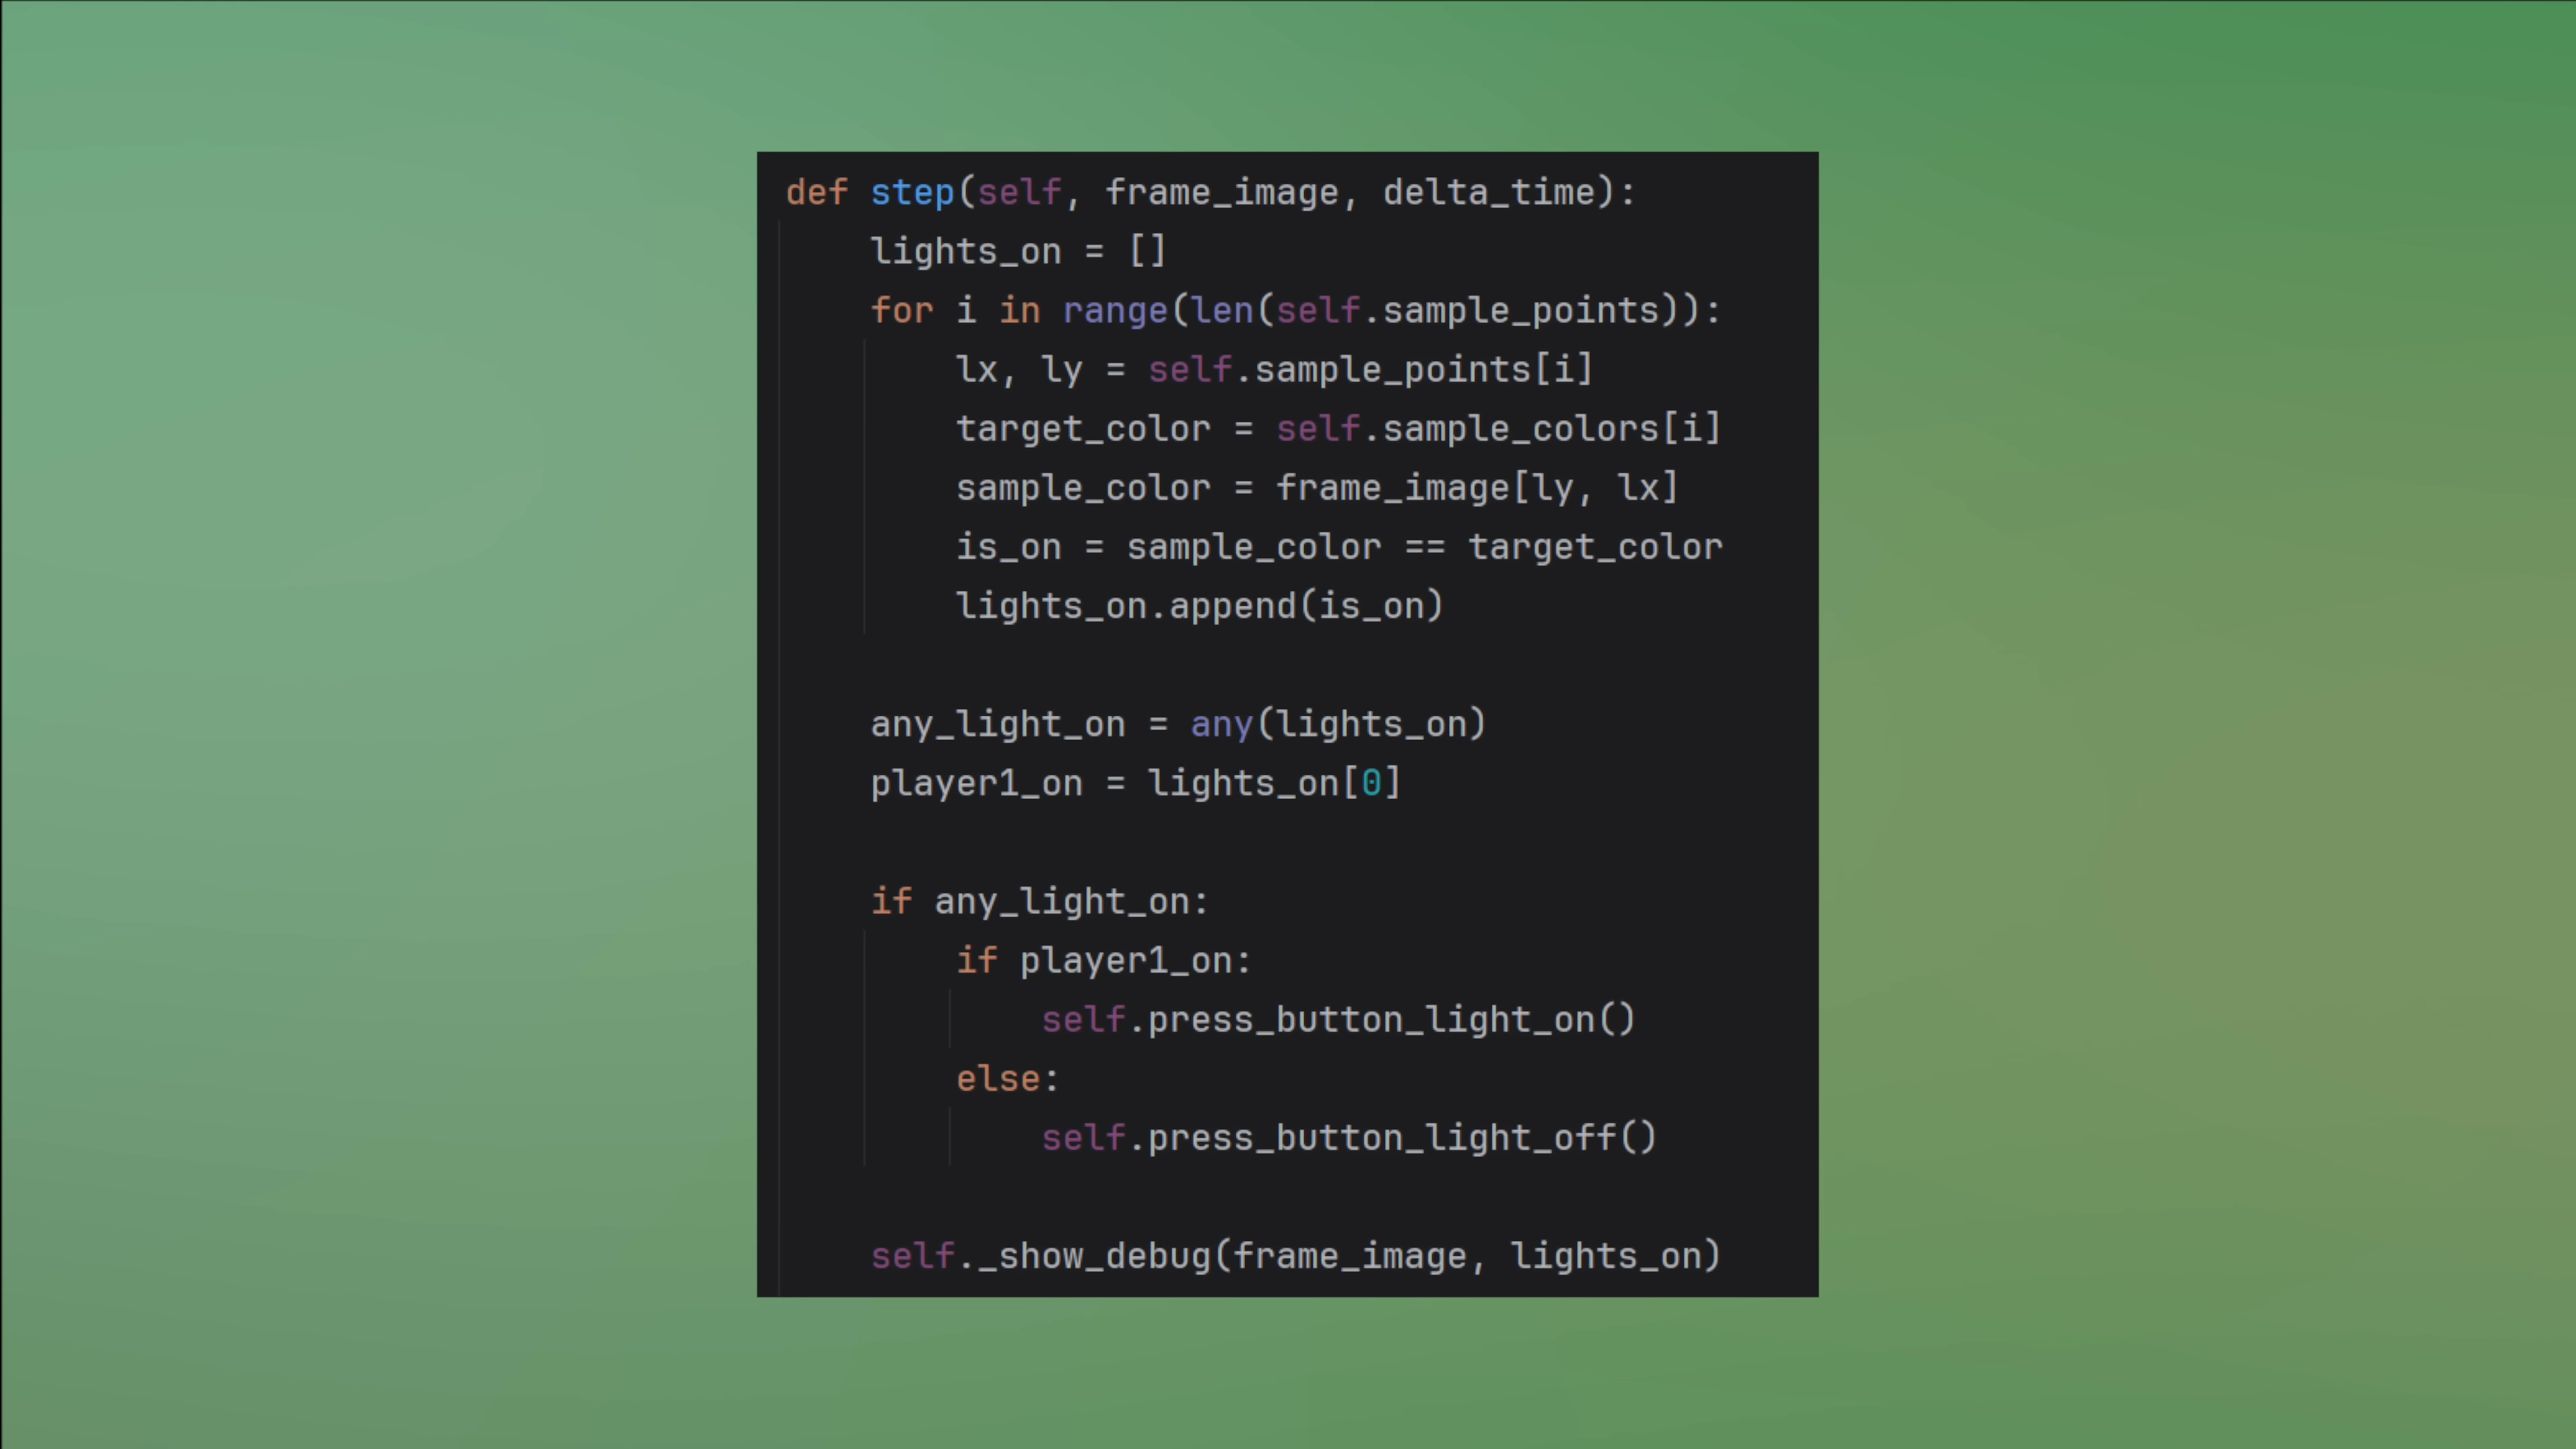 def step(self, frame_image, delta_time):
    lights_on = []
    for i in range(len(self.sample_points)):
        lx, ly = self.sample_points[i]
        target_color = self.sample_colors[i]
        sample_color = frame_image[ly, lx]
        is_on = sample_color == target_color
        lights_on.append(is_on)

    any_light_on = any(lights_on)
    player1_on = lights_on[0]

    if any_light_on:
        if player1_on:
            self.press_button_light_on()
        else:
            self.press_button_light_off()

    self._show_debug(frame_image, lights_on)